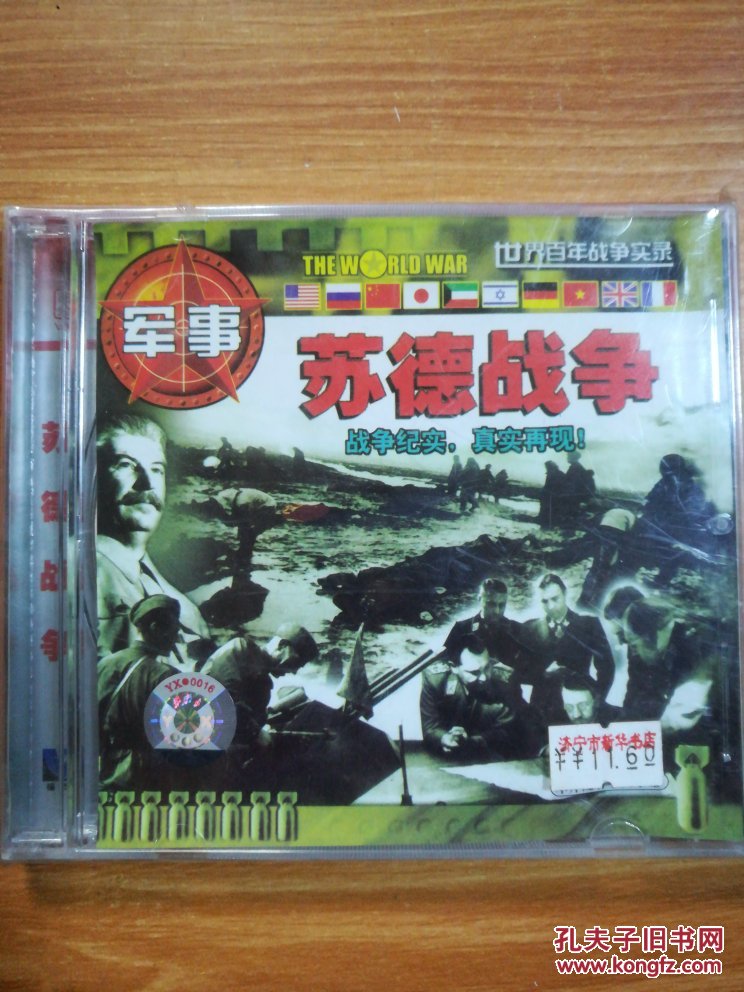 THE WORLD WAR
世界百年战争实录
军事
苏德战争
战争纪实，真实再现！
苏德战争
YX●0016
济宁市新华书店
¥¥11.60
孔夫子旧书网
www.kongfz.com